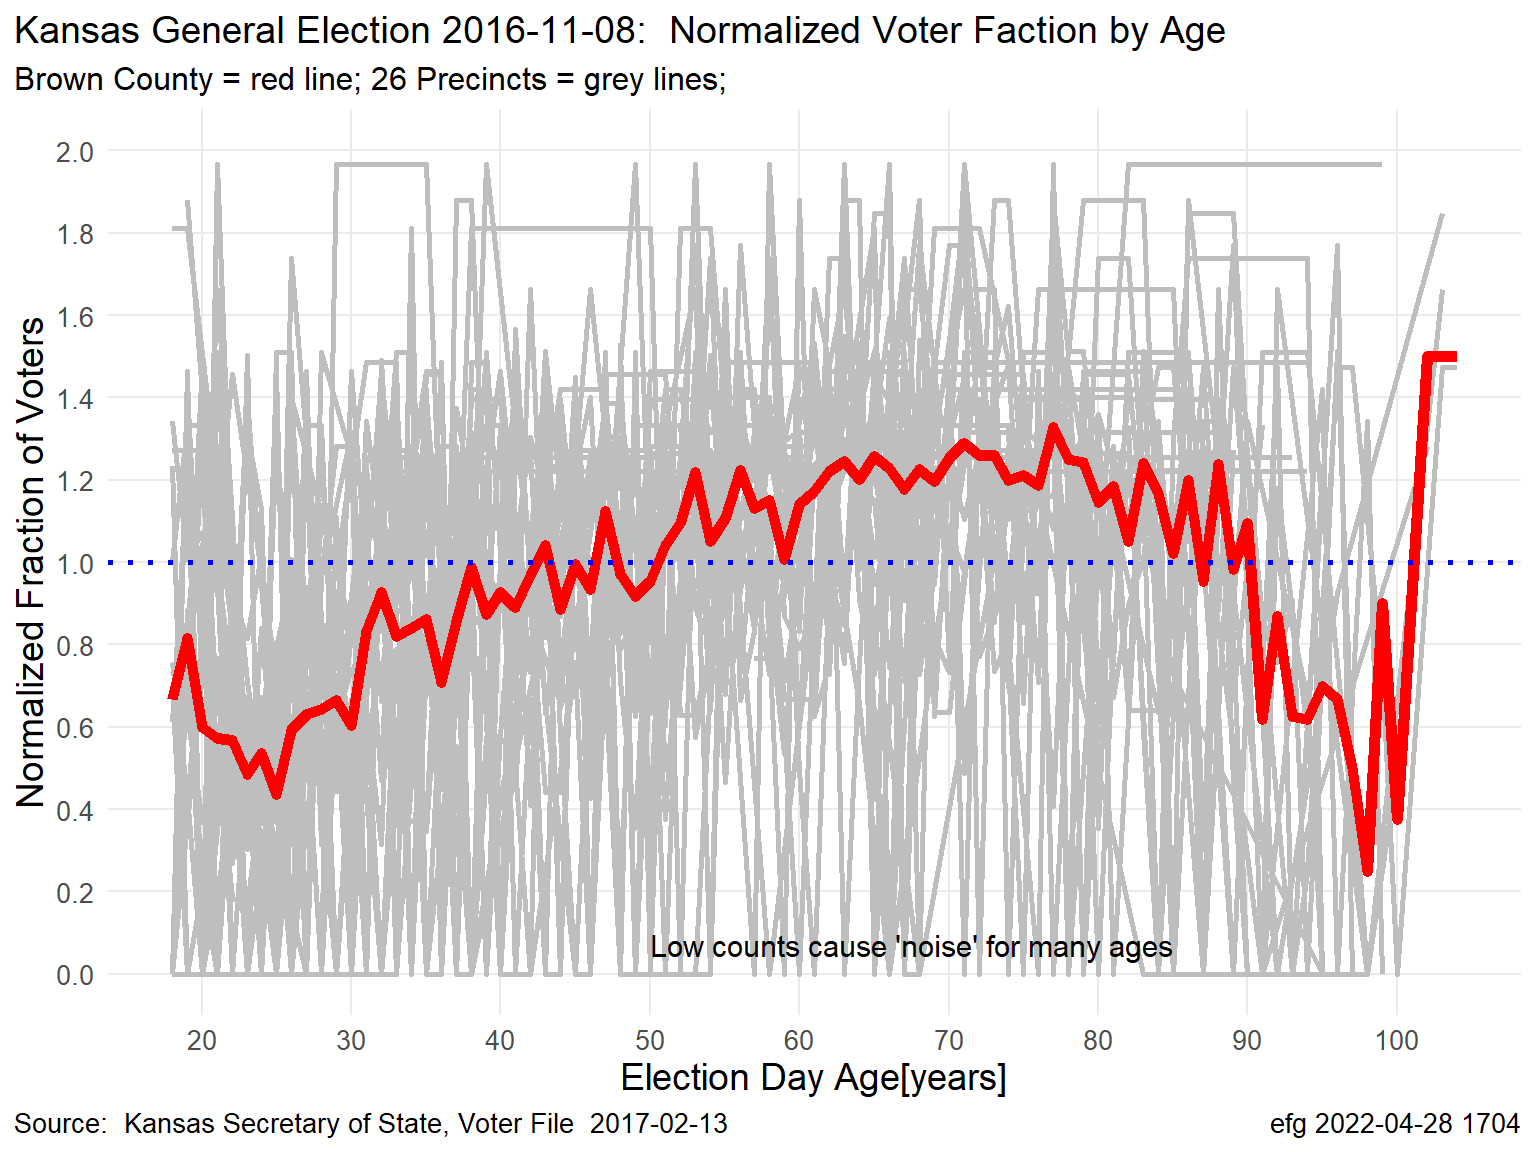 Kansas General Election 2016-11-08:  Normalized Voter Faction by Age
Brown County = red line; 26 Precincts = grey lines;
Normalized Fraction of Voters
2.0
1.8
1.6
1.4
1.2
1.0
0.8
0.6
0.4
0.2
0.0
Low counts cause 'noise' for many ages
20 30 40 50 60 70 80 90 100
Election Day Age[years]
Source:  Kansas Secretary of State, Voter File  2017-02-13
efg 2022-04-28 1704